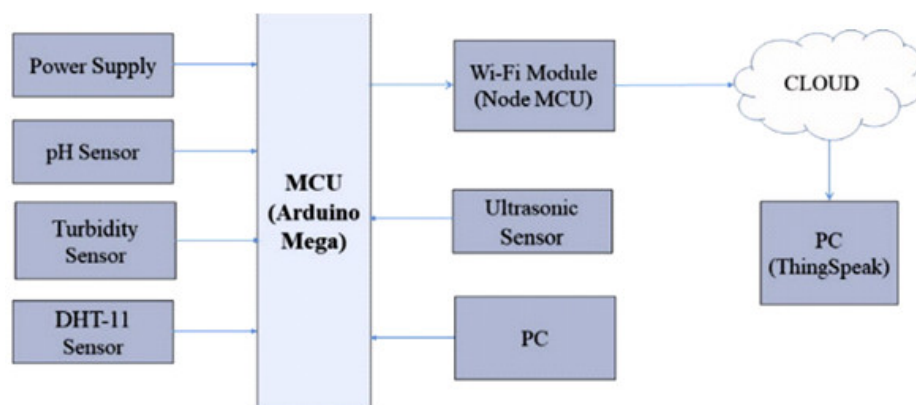 Power Supply
pH Sensor
Turbidity
Sensor
DHT-11
Sensor
MCU
(Arduino
Mega)
Wi-Fi Module
(Node MCU)
Ultrasonic
Sensor
PC
CLOUD
PC
(ThingSpeak)